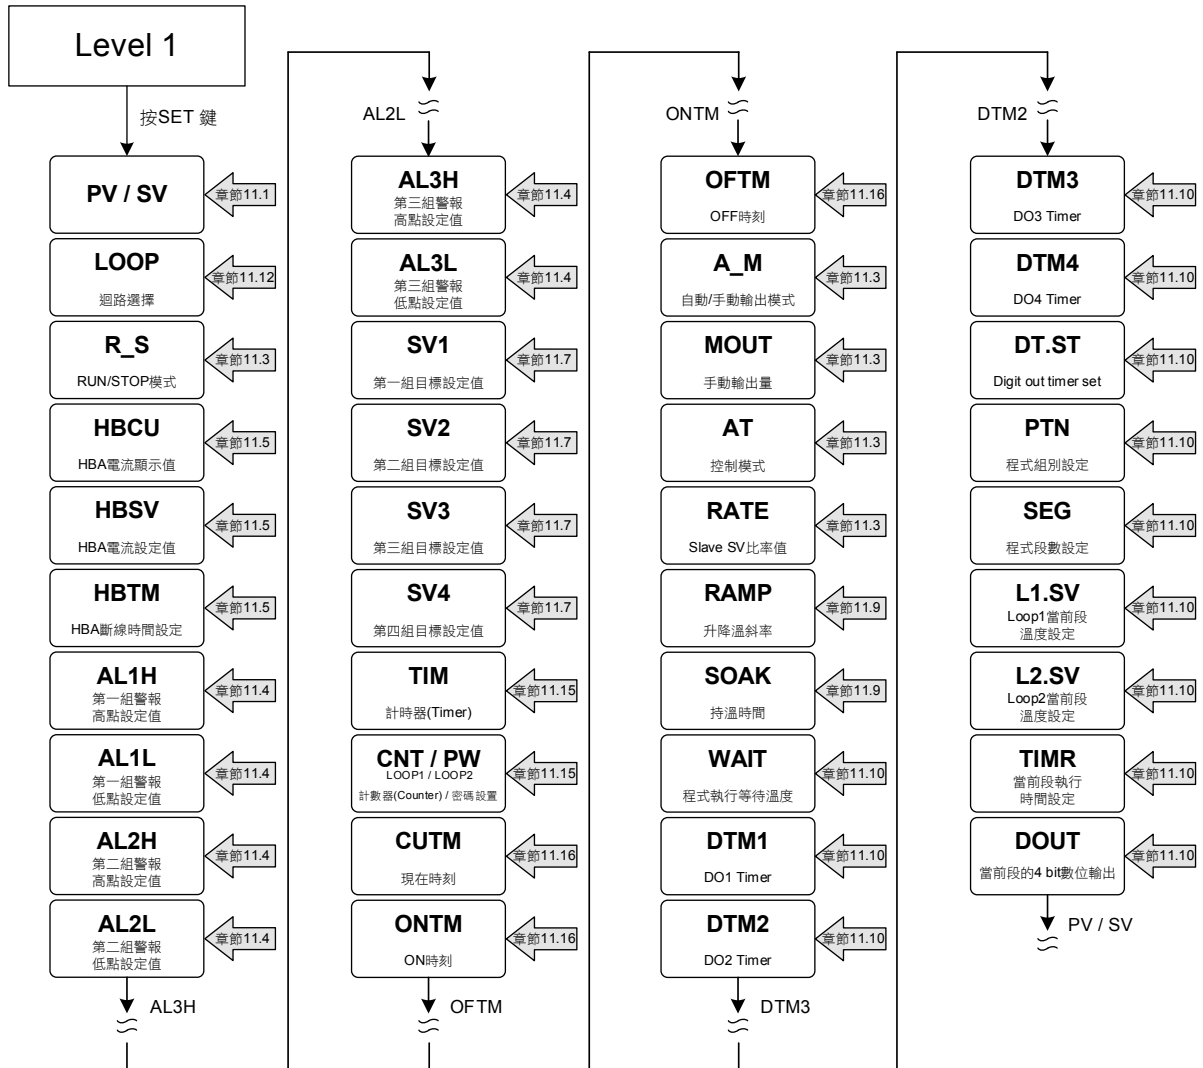 Level 1
按SET 鍵
PV / SV
章節11.1
LOOP
迴路選擇
章節11.12
R_S
RUN/STOP模式
章節11.3
HBCU
HBA電流顯示值
章節11.5
HBSV
HBA電流設定值
章節11.5
HBTM
HBA斷線時間設定
章節11.5
AL1H
第一組警報
高點設定值
章節11.4
AL1L
第一組警報
低點設定值
章節11.4
AL2H
第二組警報
高點設定值
章節11.4
AL2L
第二組警報
低點設定值
章節11.4
AL3H
AL2L
AL3H
第三組警報
高點設定值
章節11.4
AL3L
第三組警報
低點設定值
章節11.4
SV1
第一組目標設定值
章節11.7
SV2
第二組目標設定值
章節11.7
SV3
第三組目標設定值
章節11.7
SV4
第四組目標設定值
章節11.7
TIM
計時器(Timer)
章節11.15
CNT / PW
LOOP1 / LOOP2
計數器(Counter) / 密碼設置
章節11.15
CUTM
現在時刻
章節11.16
ONTM
ON時刻
章節11.16
OFTM
ONTM
OFTM
OFF時刻
章節11.16
A_M
自動/手動輸出模式
章節11.3
MOUT
手動輸出量
章節11.3
AT
控制模式
章節11.3
RATE
Slave SV比率值
章節11.3
RAMP
升降溫斜率
章節11.9
SOAK
持溫時間
章節11.9
WAIT
程式執行等待溫度
章節11.10
DTM1
DO1 Timer
章節11.10
DTM2
DO2 Timer
章節11.10
DTM3
DTM2
DTM3
DO3 Timer
章節11.10
DTM4
DO4 Timer
章節11.10
DT.ST
Digit out timer set
章節11.10
PTN
程式組別設定
章節11.10
SEG
程式段數設定
章節11.10
L1.SV
Loop1當前段
溫度設定
章節11.10
L2.SV
Loop2當前段
溫度設定
章節11.10
TIMR
當前段執行
時間設定
章節11.10
DOUT
當前段的4 bit數位輸出
章節11.10
PV / SV